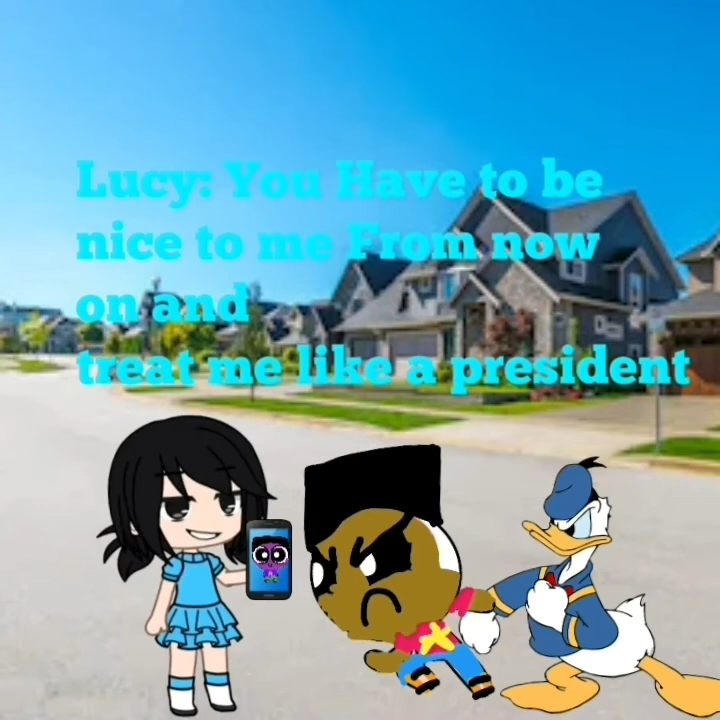 Lucy: You Have to be
nice to me From now
on and
treat me like a president